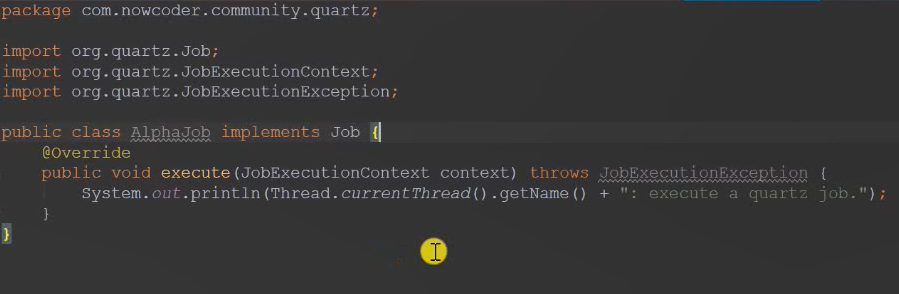 package com.nowcoder.community.quartz;
import org.quartz.Job;
import org.quartz.JobExecutionContext;
import org.quartz.JobExecutionException;
public class AlphaJob implements Job {
@Override
public void execute(JobExecutionContext context) throws JobExecutionException {
System.out.println(Thread.currentThread().getName() + ": execute a quartz job.");
}
}